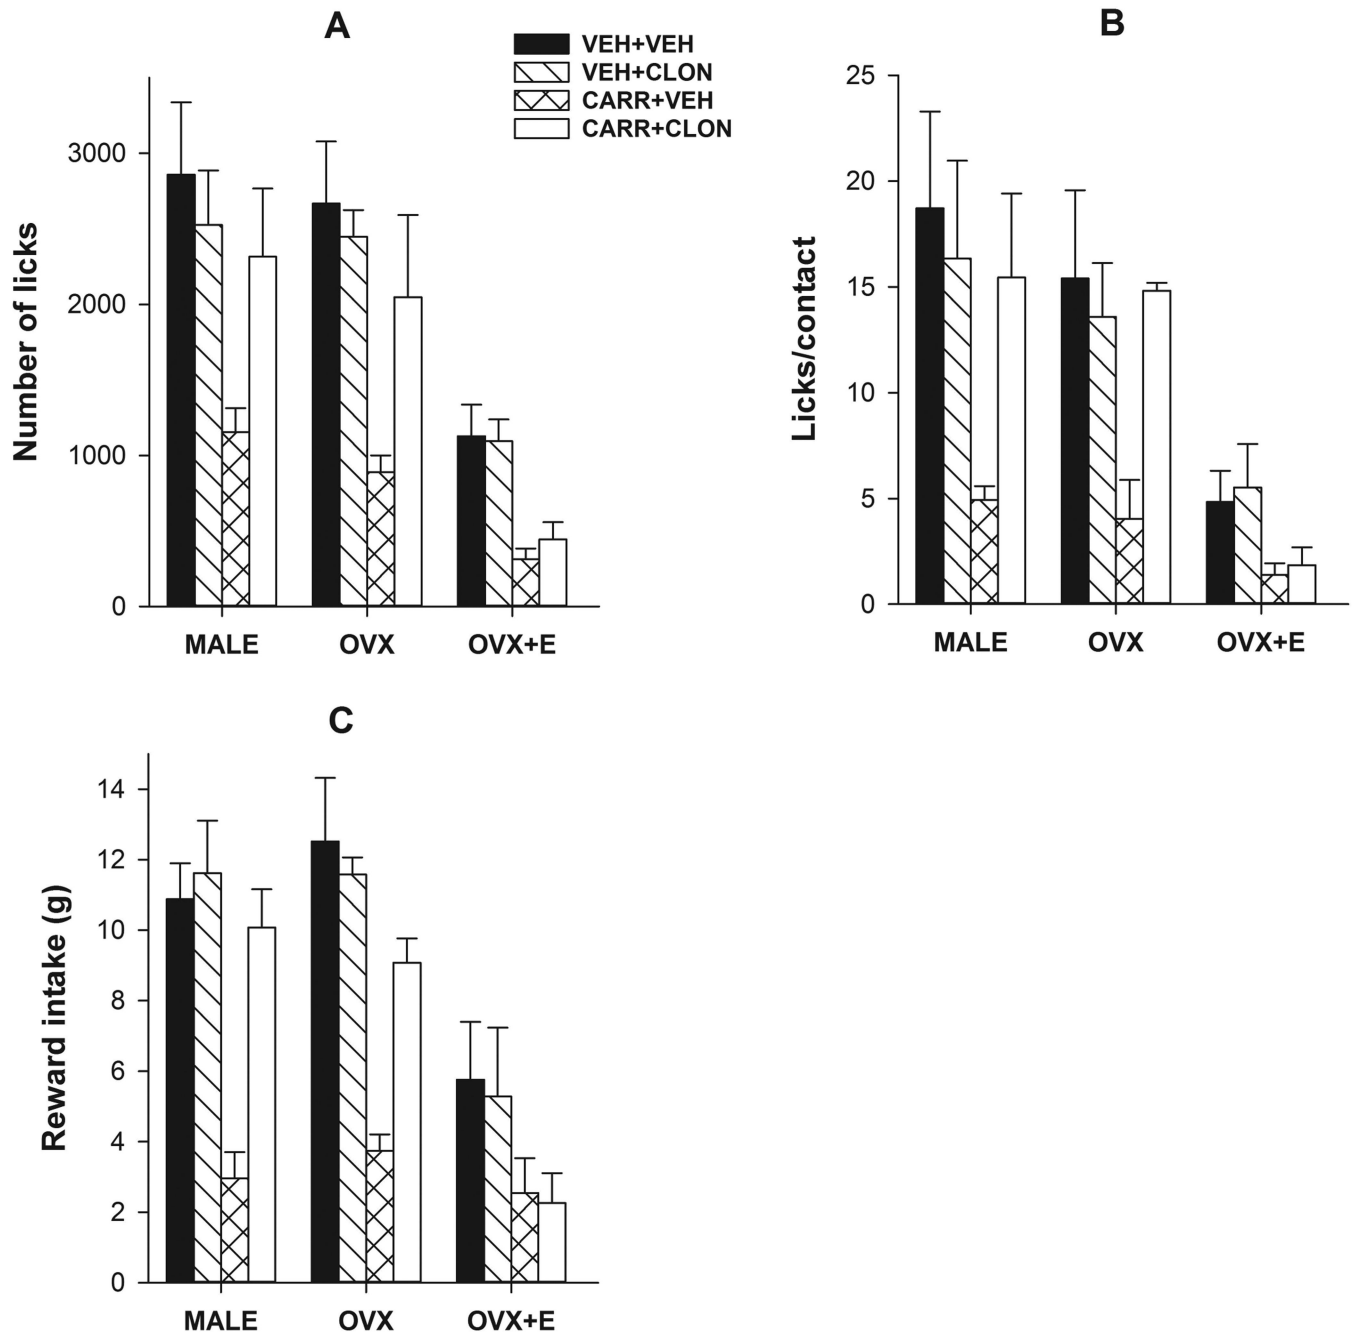 A
VEH+VEH
VEH+CLON
CARR+VEH
CARR+CLON
Number of licks
3000
2000
1000
0
MALE OVX OVX+E
B
Licks/contact
25
20
15
10
5
0
MALE OVX OVX+E
C
Reward intake (g)
14
12
10
8
6
4
2
0
MALE OVX OVX+E